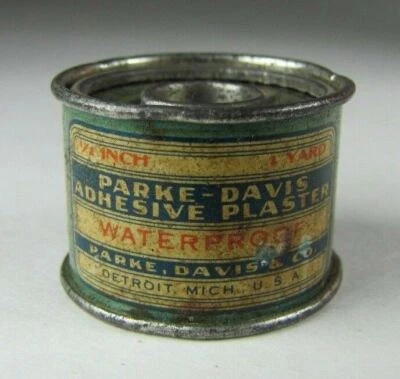 ½ INCH 1 YARD
PARKE-DAVIS
ADHESIVE PLASTER
WATERPROOF
PARKE, DAVIS & CO.
DETROIT, MICH., U.S.A.